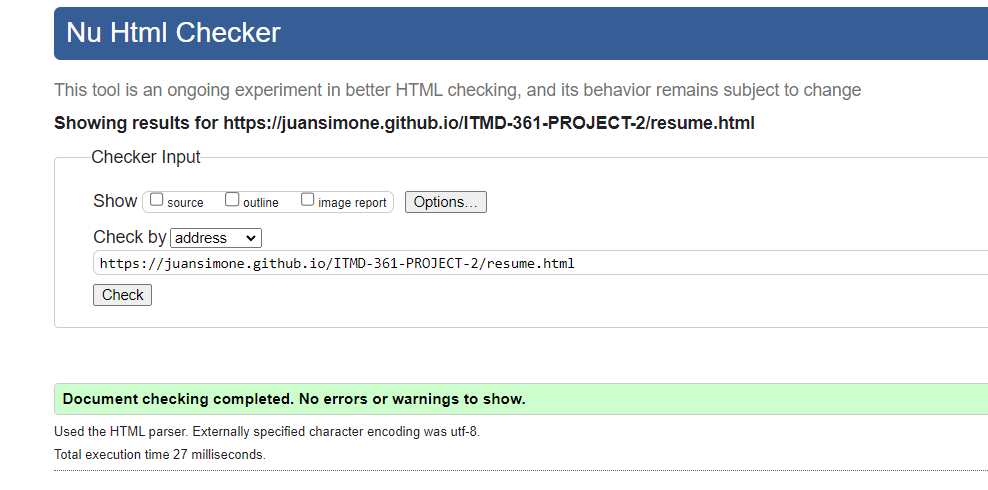 Nu Html Checker
This tool is an ongoing experiment in better HTML checking, and its behavior remains subject to change
Showing results for https://juansimone.github.io/ITMD-361-PROJECT-2/resume.html
Checker Input
Show source outline image report Options...
Check by address
https://juansimone.github.io/ITMD-361-PROJECT-2/resume.html
Check
Document checking completed. No errors or warnings to show.
Used the HTML parser. Externally specified character encoding was utf-8.
Total execution time 27 milliseconds.